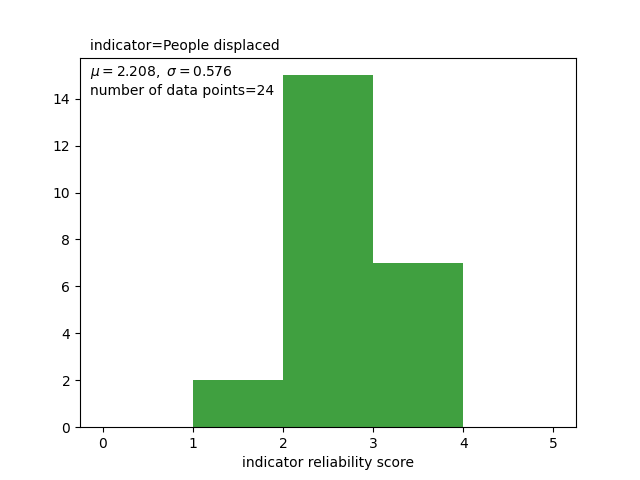 indicator=People displaced
μ = 2.208, σ = 0.576
number of data points=24
14
12
10
8
6
4
2
0
0 1 2 3 4 5
indicator reliability score